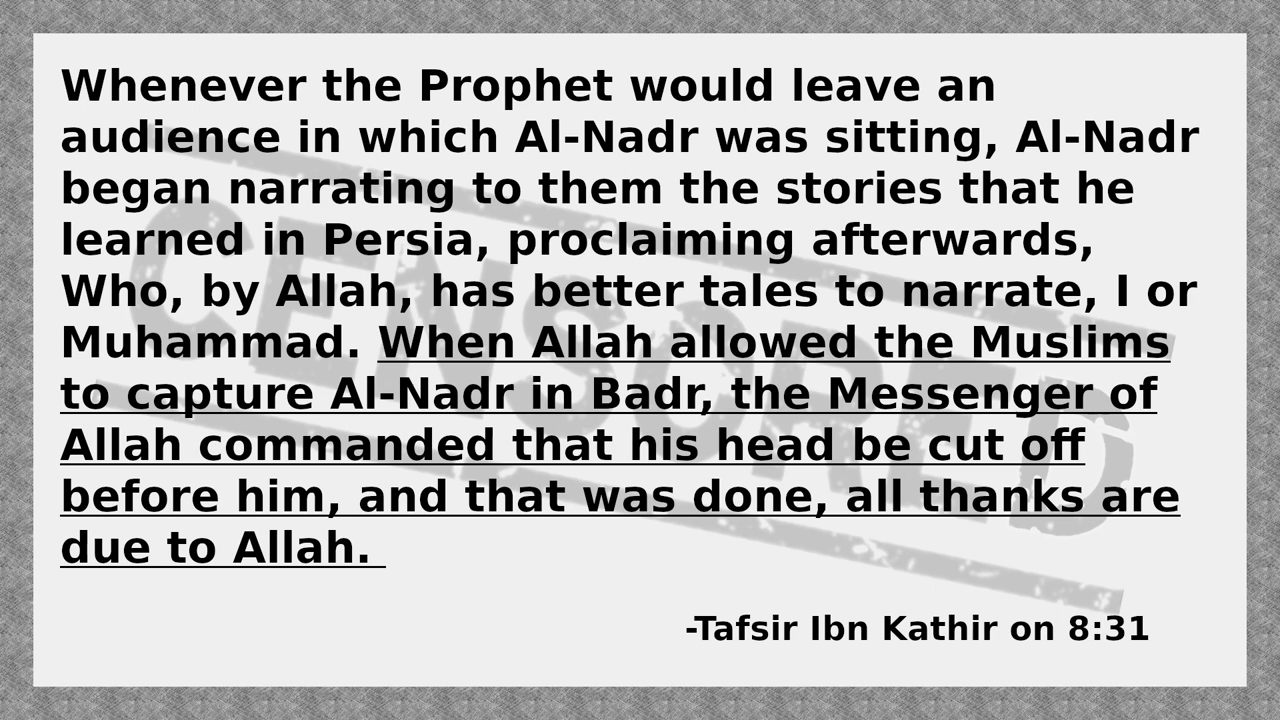 Whenever the Prophet would leave an
audience in which Al-Nadr was sitting, Al-Nadr
began narrating to them the stories that he
learned in Persia, proclaiming afterwards,
Who, by Allah, has better tales to narrate, I or
Muhammad. When Allah allowed the Muslims
to capture Al-Nadr in Badr, the Messenger of
Allah commanded that his head be cut off
before him, and that was done, all thanks are
due to Allah.
-Tafsir Ibn Kathir on 8:31
CENSORED